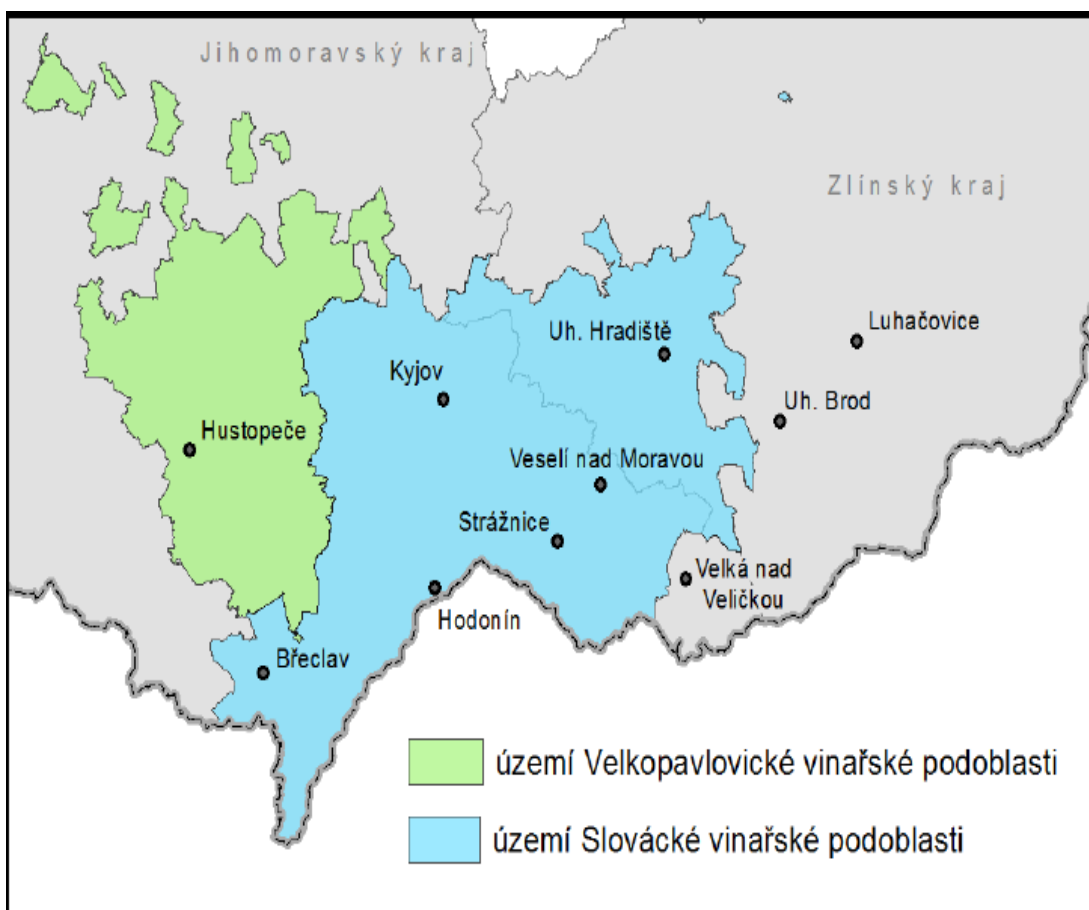 Jihomoravský kraj
Zlínský kraj
Luhačovice
Uh. Hradiště
Kyjov
Uh. Brod
Hustopeče
Veselí nad Moravou
Strážnice
Velká nad
Veličkou
Hodonín
Břeclav
území Velkopavlovické vinařské podoblasti
území Slovácké vinařské podoblasti